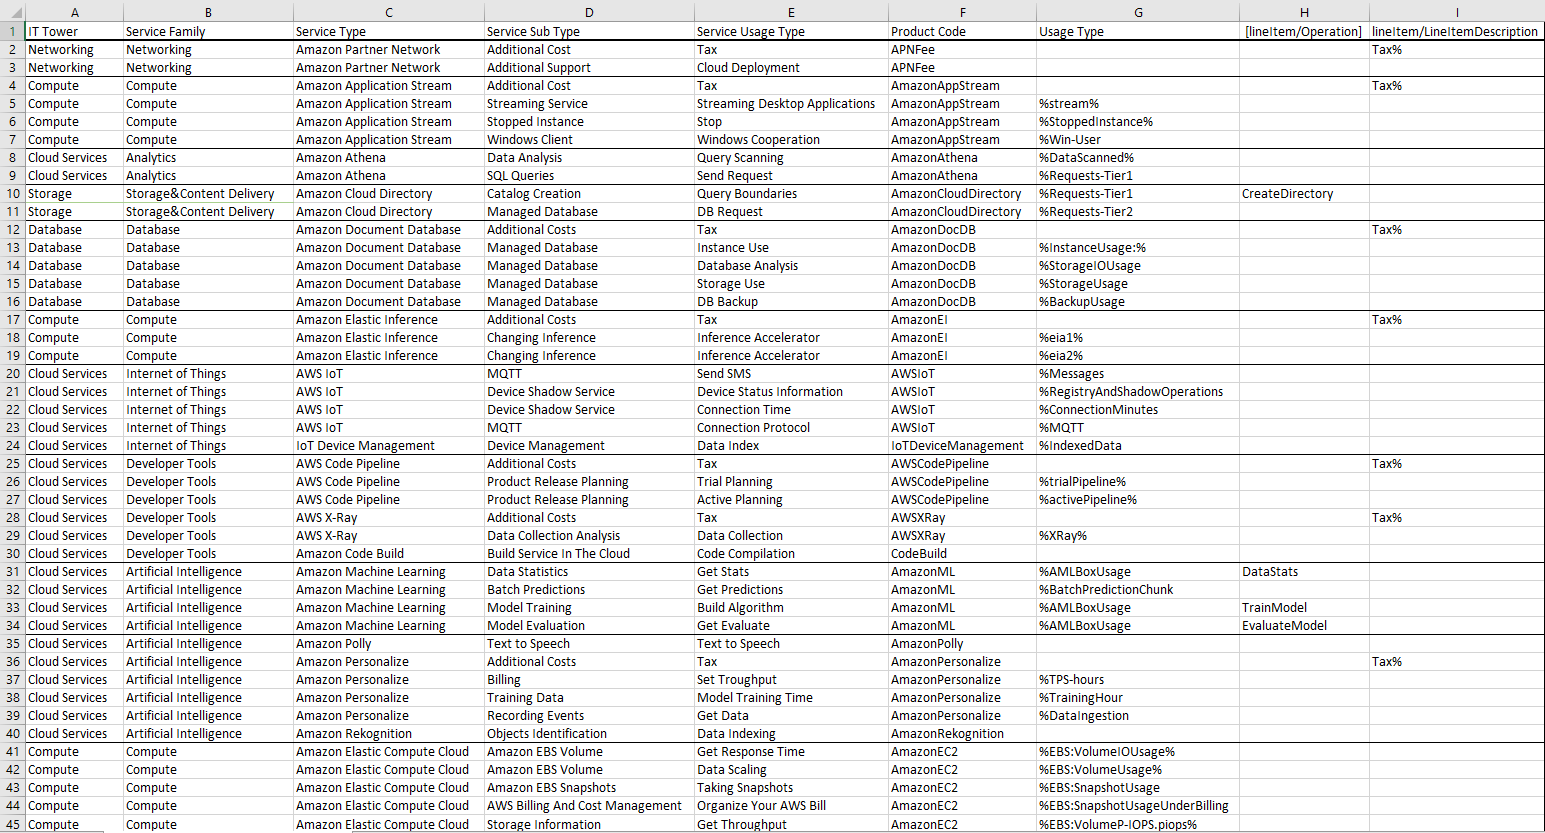 A B C D E F G H I
1 IT Tower Service Family Service Type Service Sub Type Service Usage Type Product Code Usage Type [lineItem/Operation] lineItem/LineItemDescription
2 Networking Networking Amazon Partner Network Additional Cost Tax APNFee Tax%
3 Networking Networking Amazon Partner Network Additional Support Cloud Deployment APNFee
4 Compute Compute Amazon Application Stream Additional Cost Tax AmazonAppStream Tax%
5 Compute Compute Amazon Application Stream Streaming Service Streaming Desktop Applications AmazonAppStream %stream%
6 Compute Compute Amazon Application Stream Stopped Instance Stop AmazonAppStream %StoppedInstance%
7 Compute Compute Amazon Application Stream Windows Client Windows Cooperation AmazonAppStream %Win-User
8 Cloud Services Analytics Amazon Athena Data Analysis Query Scanning AmazonAthena %DataScanned%
9 Cloud Services Analytics Amazon Athena SQL Queries Send Request AmazonAthena %Requests-Tier1
10 Storage Storage&Content Delivery Amazon Cloud Directory Catalog Creation Query Boundaries AmazonCloudDirectory %Requests-Tier1 CreateDirectory
11 Storage Storage&Content Delivery Amazon Cloud Directory Managed Database DB Request AmazonCloudDirectory %Requests-Tier2
12 Database Database Amazon Document Database Additional Costs Tax AmazonDocDB Tax%
13 Database Database Amazon Document Database Managed Database Instance Use AmazonDocDB %InstanceUsage:%
14 Database Database Amazon Document Database Managed Database Database Analysis AmazonDocDB %StorageIOUsage
15 Database Database Amazon Document Database Managed Database Storage Use AmazonDocDB %StorageUsage
16 Database Database Amazon Document Database Managed Database DB Backup AmazonDocDB %BackupUsage
17 Compute Compute Amazon Elastic Inference Additional Costs Tax AmazonEI Tax%
18 Compute Compute Amazon Elastic Inference Changing Inference Inference Accelerator AmazonEI %eia1%
19 Compute Compute Amazon Elastic Inference Changing Inference Inference Accelerator AmazonEI %eia2%
20 Cloud Services Internet of Things AWS IoT MQTT Send SMS AWSIoT %Messages
21 Cloud Services Internet of Things AWS IoT Device Shadow Service Device Status Information AWSIoT %RegistryAndShadowOperations
22 Cloud Services Internet of Things AWS IoT Device Shadow Service Connection Time AWSIoT %ConnectionMinutes
23 Cloud Services Internet of Things AWS IoT MQTT Connection Protocol AWSIoT %MQTT
24 Cloud Services Internet of Things IoT Device Management Device Management Data Index IoTDeviceManagement %IndexedData
25 Cloud Services Developer Tools AWS Code Pipeline Additional Costs Tax AWSCodePipeline Tax%
26 Cloud Services Developer Tools AWS Code Pipeline Product Release Planning Trial Planning AWSCodePipeline %trialPipeline%
27 Cloud Services Developer Tools AWS Code Pipeline Product Release Planning Active Planning AWSCodePipeline %activePipeline%
28 Cloud Services Developer Tools AWS X-Ray Additional Costs Tax AWSXRay Tax%
29 Cloud Services Developer Tools AWS X-Ray Data Collection Analysis Data Collection AWSXRay %XRay%
30 Cloud Services Developer Tools Amazon Code Build Build Service In The Cloud Code Compilation CodeBuild
31 Cloud Services Artificial Intelligence Amazon Machine Learning Data Statistics Get Stats AmazonML %AMLBoxUsage DataStats
32 Cloud Services Artificial Intelligence Amazon Machine Learning Batch Predictions Get Predictions AmazonML %BatchPredictionChunk
33 Cloud Services Artificial Intelligence Amazon Machine Learning Model Training Build Algorithm AmazonML %AMLBoxUsage TrainModel
34 Cloud Services Artificial Intelligence Amazon Machine Learning Model Evaluation Get Evaluate AmazonML %AMLBoxUsage EvaluateModel
35 Cloud Services Artificial Intelligence Amazon Polly Text to Speech Text to Speech AmazonPolly
36 Cloud Services Artificial Intelligence Amazon Personalize Additional Costs Tax AmazonPersonalize Tax%
37 Cloud Services Artificial Intelligence Amazon Personalize Billing Set Troughput AmazonPersonalize %TPS-hours
38 Cloud Services Artificial Intelligence Amazon Personalize Training Data Model Training Time AmazonPersonalize %TrainingHour
39 Cloud Services Artificial Intelligence Amazon Personalize Recording Events Get Data AmazonPersonalize %DataIngestion
40 Cloud Services Artificial Intelligence Amazon Rekognition Objects Identification Data Indexing AmazonRekognition
41 Compute Compute Amazon Elastic Compute Cloud Amazon EBS Volume Get Response Time AmazonEC2 %EBS:VolumeIOUsage%
42 Compute Compute Amazon Elastic Compute Cloud Amazon EBS Volume Data Scaling AmazonEC2 %EBS:VolumeUsage%
43 Compute Compute Amazon Elastic Compute Cloud Amazon EBS Snapshots Taking Snapshots AmazonEC2 %EBS:SnapshotUsage
44 Compute Compute Amazon Elastic Compute Cloud AWS Billing And Cost Management Organize Your AWS Bill AmazonEC2 %EBS:SnapshotUsageUnderBilling
45 Compute Compute Amazon Elastic Compute Cloud Storage Information Get Throughput AmazonEC2 %EBS:VolumeP-IOPS.piops%